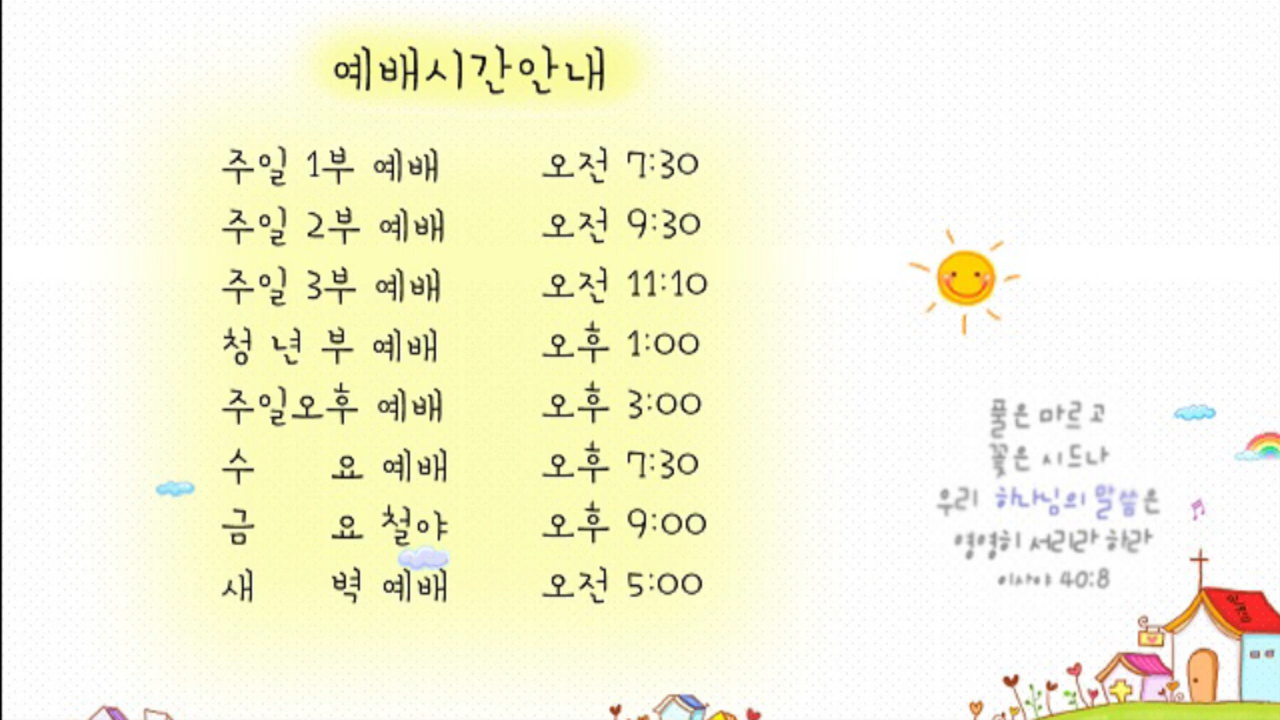 예배시간안내
주일 1부 예배 오전 7:30
주일 2부 예배 오전 9:30
주일 3부 예배 오전 11:10
청 년 부 예배 오후 1:00
주일오후 예배 오후 3:00
수 요 예배 오후 7:30
금 요 철야 오후 9:00
새 벽 예배 오전 5:00
풀은 마르고
꽃은 시드나
우리 하나님의 말씀은
영영히 서리라 하라
이사야 40:8